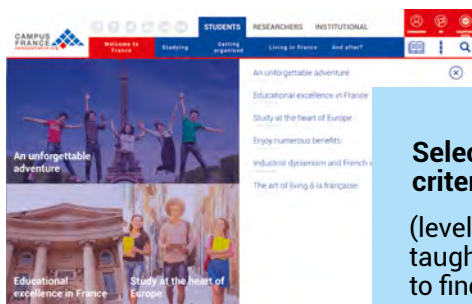 STUDENTS RESEARCHERS INSTITUTIONAL
CAMPUS
FRANCE
Welcome to
France
Studying
Getting
organised
Living in France
And after?
An unforgettable adventure
Educational excellence in France
Study at the heart of Europe
Enjoy numerous benefits
Industrial dynamism and French
The art of living à la française
An unforgettable
adventure
Educational
excellence in France
Study at the heart of
Europe
Selec
criter
(level
taugh
to fin